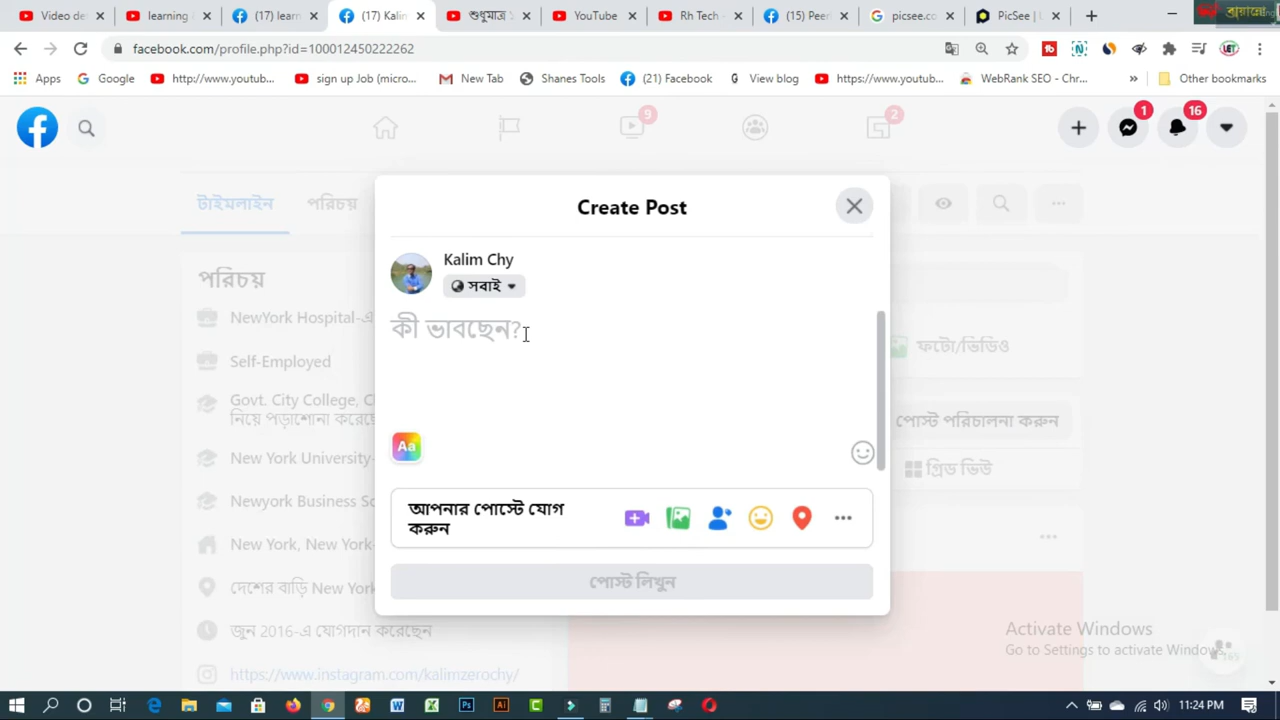 Video de
learning
(17) learn
(17) Kalin
শুধুমাত্র
YouTube
Rh Tech -
(15) Peer
picsee.cc
PicSee | U
facebook.com/profile.php?id=100012450222262
Apps
Google
http://www.youtub...
sign up Job (micro...
New Tab
Shanes Tools
(21) Facebook
View blog
https://www.youtub...
WebRank SEO - Chr...
Other bookmarks
9
2
1
16
টাইমলাইন
পরিচয়
Create Post
পরিচয়
Kalim Chy
সবাই
NewYork Hospital-এ
কী ভাবছেন?
ফটো/ভিডিও
Self-Employed
Govt. City College, C
নিয়ে পড়াশোনা করেছে
পোস্ট পরিচালনা করুন
New York University-
Aa
গ্রিড ভিউ
Newyork Business Sc
আপনার পোস্টে যোগ
করুন
New York, New York-
দেশের বাড়ি New York
পোস্ট লিখুন
জুন 2016-এ যোগদান করেছেন
Activate Windows
Go to Settings to activate Windows.
https://www.instagram.com/kalimzerochy/
11:24 PM